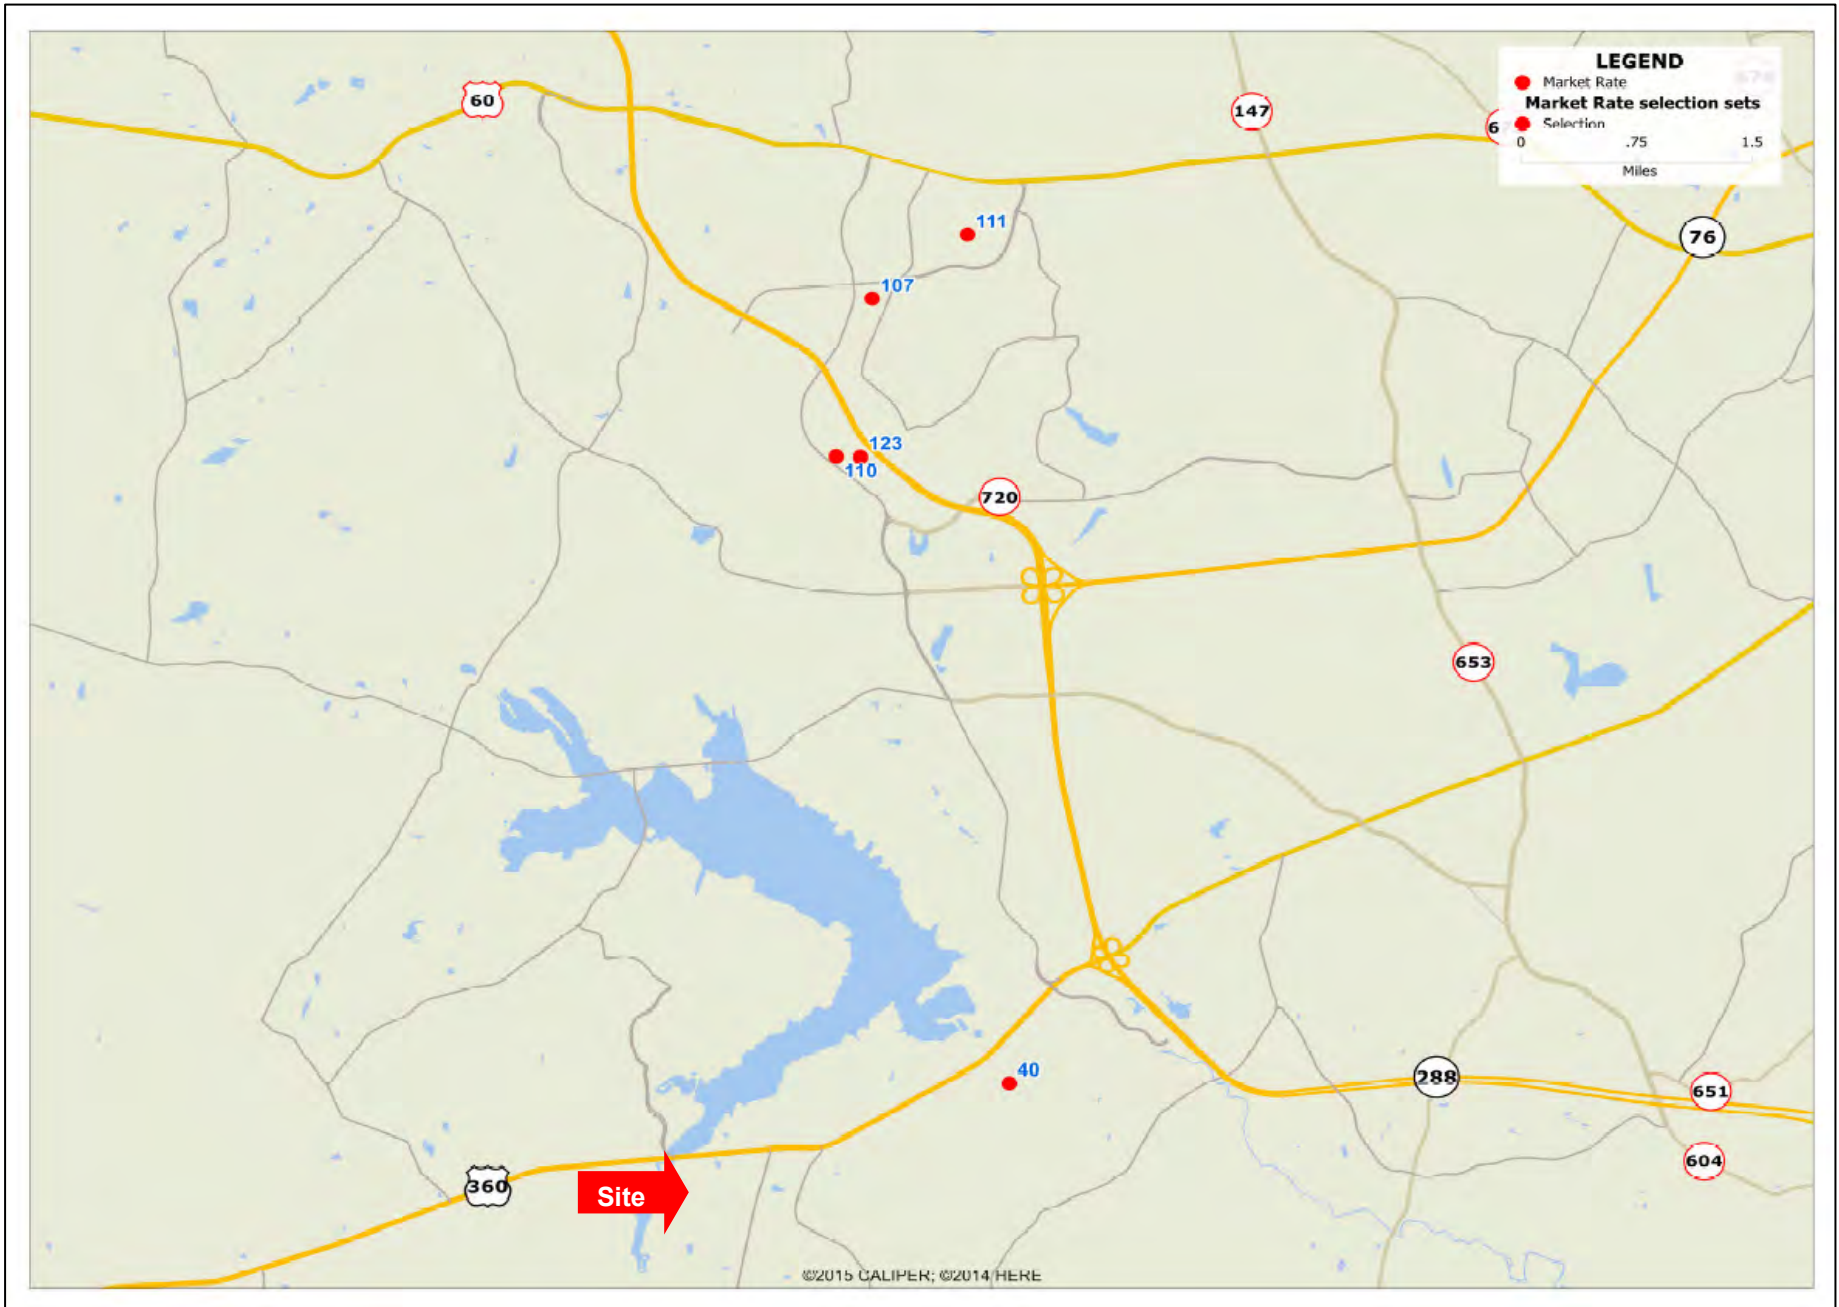 LEGEND
Market Rate
Market Rate selection sets
Selection
0 .75 1.5
Miles
60
147
76
111
107
123
110
720
653
40
288
651
604
360
Site
©2015 CALIPER; ©2014 HERE